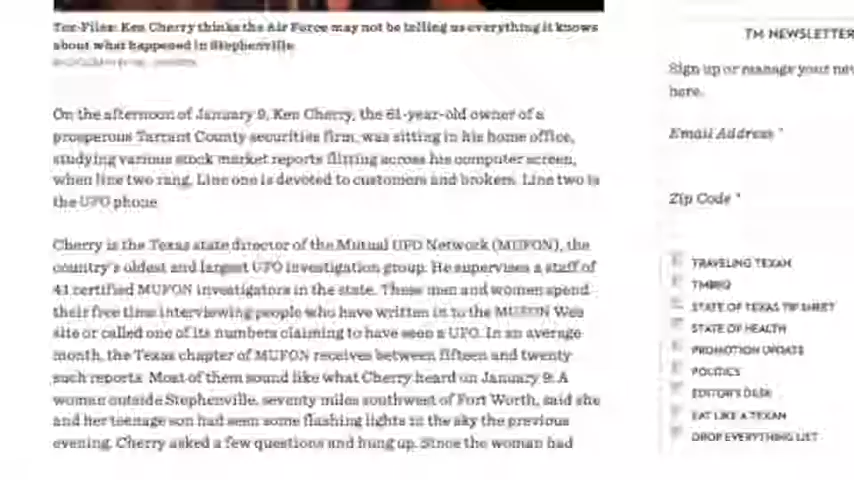 Tex-Files: Ken Cherry thinks the Air Force may not be telling us everything it knows
about what happened in Stephenville.
On the afternoon of January 9, Ken Cherry, the 61-year-old owner of a
prosperous Tarrant County securities firm, was sitting in his home office,
studying various stock market reports flitting across his computer screen,
when line two rang. Line one is devoted to customers and brokers. Line two is
the UFO phone.
Cherry is the Texas state director of the Mutual UFO Network (MUFON), the
country's oldest and largest UFO investigation group. He supervises a staff of
41 certified MUFON investigators in the state. These men and women spend
their free time interviewing people who have written in to the MUFON Web
site or called one of its numbers claiming to have seen a UFO. In an average
month, the Texas chapter of MUFON receives between fifteen and twenty
such reports. Most of them sound like what Cherry heard on January 9: A
woman outside Stephenville, seventy miles southwest of Fort Worth, said she
and her teenage son had seen some flashing lights in the sky the previous
evening. Cherry asked a few questions and hung up. Since the woman had
TM NEWSLETTER
Sign up or manage your new
here.
Email Address *
Zip Code *
TRAVELING TEXAN
TMBBQ
STATE OF TEXAS TIP SHEET
STATE OF HEALTH
PROMOTION UPDATE
POLITICS
EDITOR'S DESK
EAT LIKE A TEXAN
DROP EVERYTHING LIST